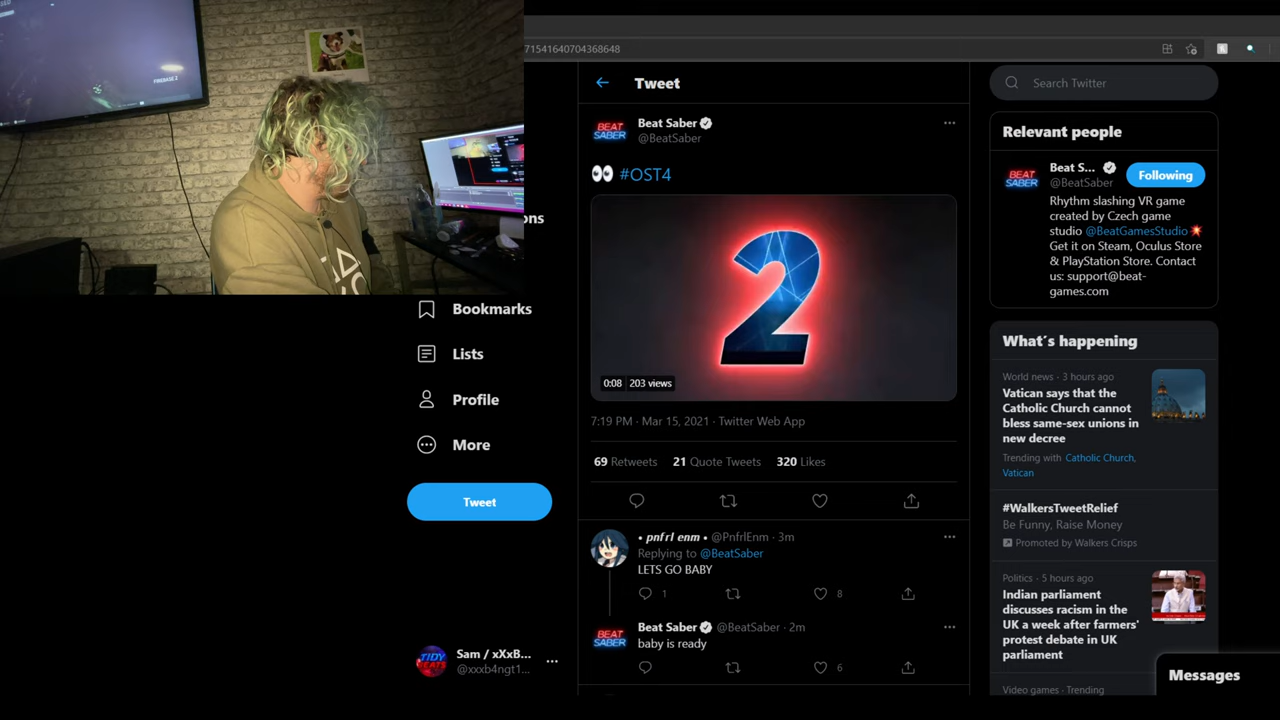 71541640704368648
Tweet
Beat Saber
@BeatSaber
👀 #OST4
2
0:08 203 views
7:19 PM · Mar 15, 2021 · Twitter Web App
69 Retweets 21 Quote Tweets 320 Likes
• pnfrl enm • @PnfrlEnm · 3m
Replying to @BeatSaber
LETS GO BABY
1
8
Beat Saber @BeatSaber · 2m
baby is ready
6
ons
Bookmarks
Lists
Profile
More
Tweet
TIDY
BEATS
Sam / xXxB...
@xxxb4ngt1...
Search Twitter
Relevant people
BEAT
SABER
Beat S...
@BeatSaber
Following
Rhythm slashing VR game
created by Czech game
studio @BeatGamesStudio 💥
Get it on Steam, Oculus Store
& PlayStation Store. Contact
us: support@beat-
games.com
What's happening
World news · 3 hours ago
Vatican says that the
Catholic Church cannot
bless same-sex unions in
new decree
Trending with Catholic Church,
Vatican
#WalkersTweetRelief
Be Funny, Raise Money
Promoted by Walkers Crisps
Politics · 5 hours ago
Indian parliament
discusses racism in the
UK a week after farmers'
protest debate in UK
parliament
Video games · Trending
Messages